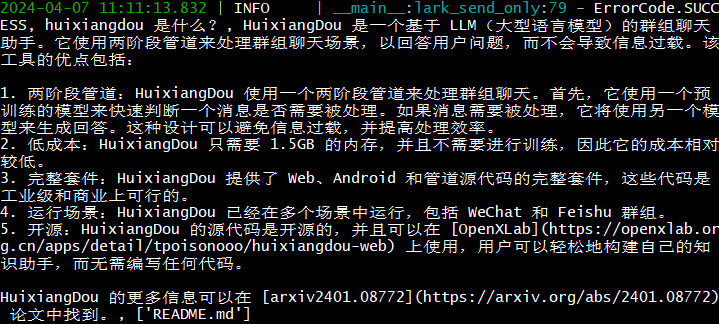 2024-04-07 11:11:13.832 | INFO     | __main__:lark_send_only:79 - ErrorCode.SUCC
ESS, huixiangdou 是什么？, HuixiangDou 是一个基于 LLM（大型语言模型）的群组聊天
助手。它使用两阶段管道来处理群组聊天场景，以回答用户问题，而不会导致信息过载。该
工具的优点包括：
1. 两阶段管道：HuixiangDou 使用一个两阶段管道来处理群组聊天。首先，它使用一个预
训练的模型来快速判断一个消息是否需要被处理。如果消息需要被处理，它将使用另一个模
型来生成回答。这种设计可以避免信息过载，并提高处理效率。
2. 低成本：HuixiangDou 只需要 1.5GB 的内存，并且不需要进行训练，因此它的成本相对
较低。
3. 完整套件：HuixiangDou 提供了 Web、Android 和管道源代码的完整套件，这些代码是
工业级和商业上可行的。
4. 运行场景：HuixiangDou 已经在多个场景中运行，包括 WeChat 和 Feishu 群组。
5. 开源：HuixiangDou 的源代码是开源的，并且可以在 [OpenXLab](https://openxlab.or
g.cn/apps/detail/tpoisonooo/huixiangdou-web) 上使用，用户可以轻松地构建自己的知
识助手，而无需编写任何代码。
HuixiangDou 的更多信息可以在 [arxiv2401.08772](https://arxiv.org/abs/2401.08772)
论文中找到。, ['README.md']